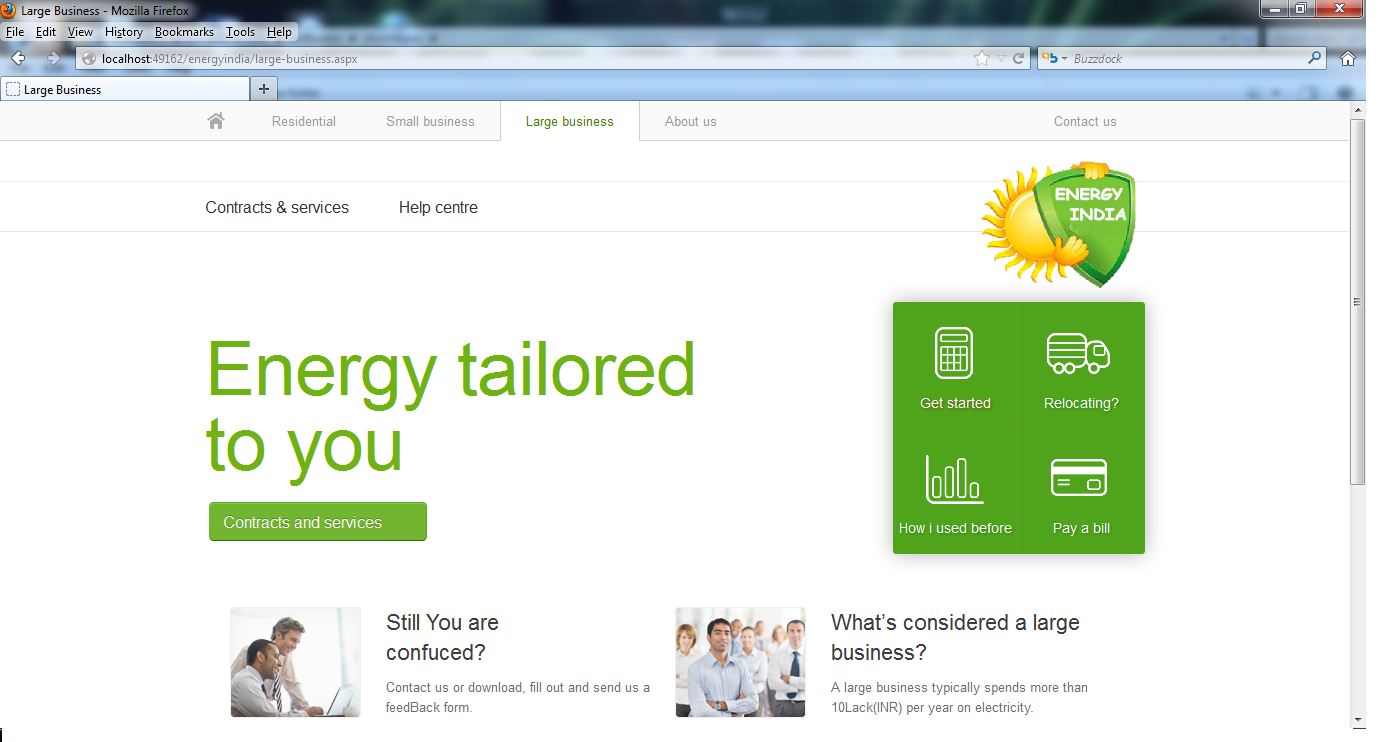 Large Business - Mozilla Firefox
File Edit View History Bookmarks Tools Help
localhost:49162/energyindia/large-business.aspx
Buzzdock
Large Business
Residential Small business Large business About us Contact us
ENERGY
INDIA
Contracts & services Help centre
Energy tailored
to you
Contracts and services
Get started Relocating?
How i used before Pay a bill
Still You are
confuced?
Contact us or download, fill out and send us a
feedBack form.
What's considered a large
business?
A large business typically spends more than
10Lack(INR) per year on electricity.